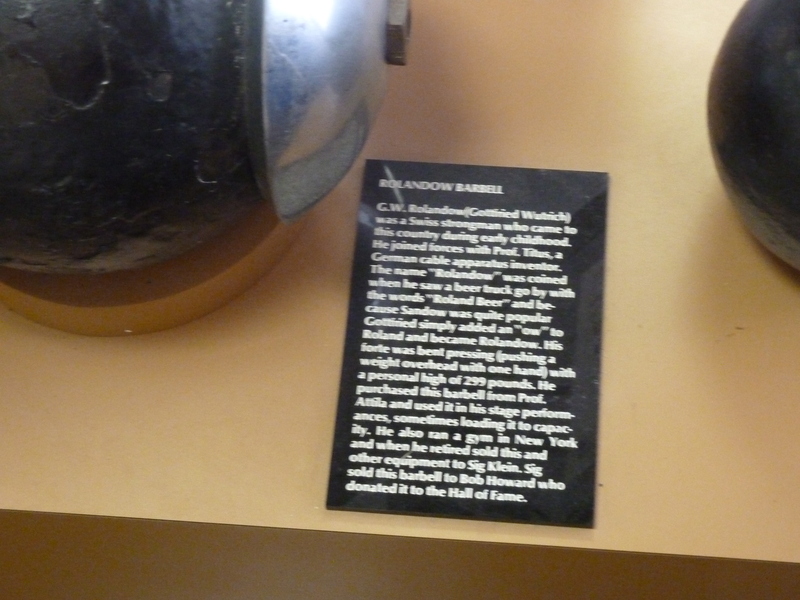 ROLANDOW BARBELL
G.W. Rolandow(Gottfried Wutrich)
was a Swiss strongman who came to
this country during early childhood.
He joined forces with Prof. Titus, a
German cable apparatus inventor.
The name "Rolandow" was coined
when he saw a beer truck go by with
the words "Roland Beer" and be-
cause Sandow was quite popular
Gottfried simply added an "ow" to
Roland and became Rolandow. His
forte was bent pressing (pushing a
weight overhead with one hand) with
a personal high of 299 pounds. He
purchased this barbell from Prof.
Attila and used it in his stage perform-
ances, sometimes loading it to capac-
ity. He also ran a gym in New York
and when he retired sold this and
other equipment to Sig Klein. Sig
sold this barbell to Bob Howard who
donated it to the Hall of Fame.